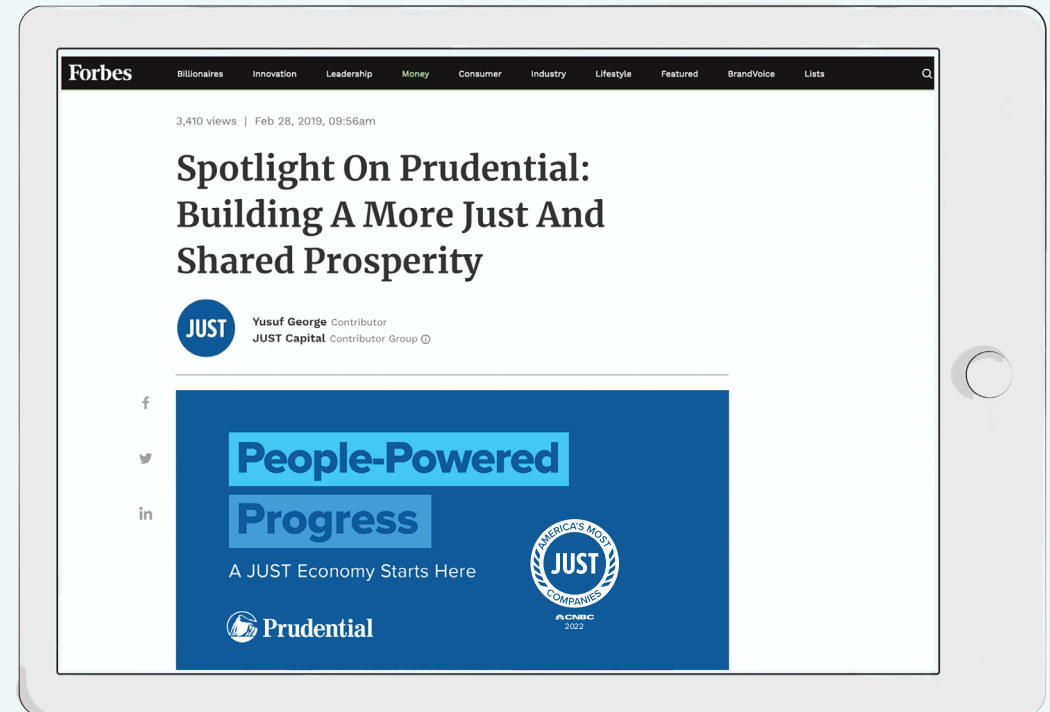 Forbes Billionaires Innovation Leadership Money Consumer Industry Lifestyle Featured BrandVoice Lists
3,410 views | Feb 28, 2019, 09:56am
Spotlight On Prudential:
Building A More Just And
Shared Prosperity
JUST
Yusuf George Contributor
JUST Capital Contributor Group
People-Powered
Progress
A JUST Economy Starts Here
Prudential
AMERICA'S MOST
JUST
COMPANIES
CNBC
2022